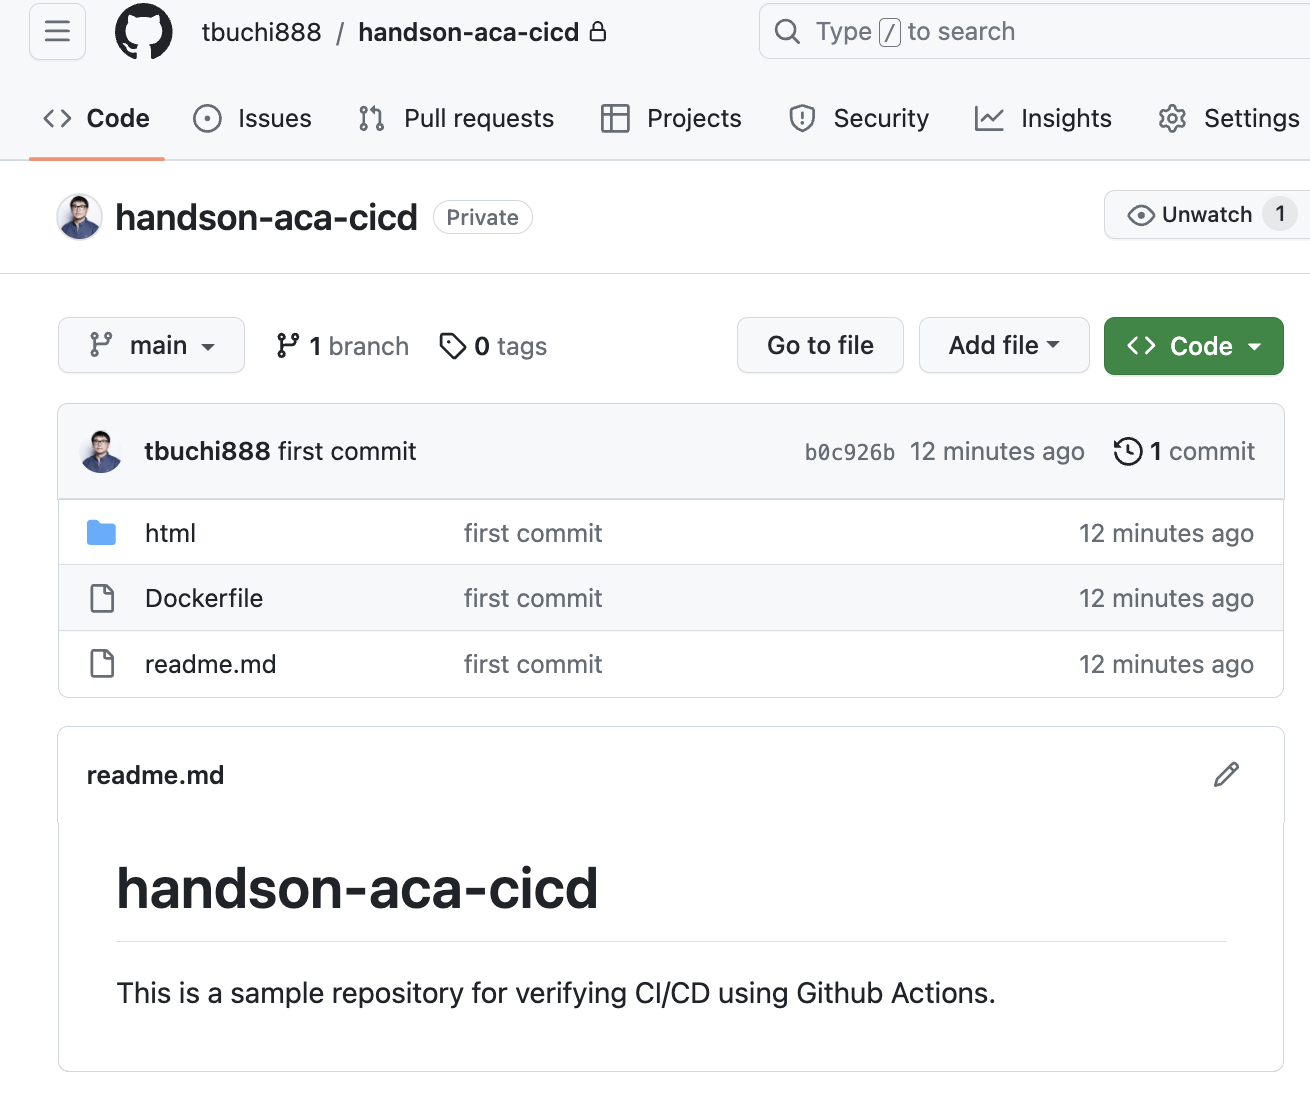 tbuchi888 / handson-aca-cicd
Type / to search
Code Issues Pull requests Projects Security Insights Settings
handson-aca-cicd Private
Unwatch 1
main 1 branch 0 tags Go to file Add file Code
tbuchi888 first commit b0c926b 12 minutes ago 1 commit
html first commit 12 minutes ago
Dockerfile first commit 12 minutes ago
readme.md first commit 12 minutes ago
readme.md
handson-aca-cicd
This is a sample repository for verifying CI/CD using Github Actions.